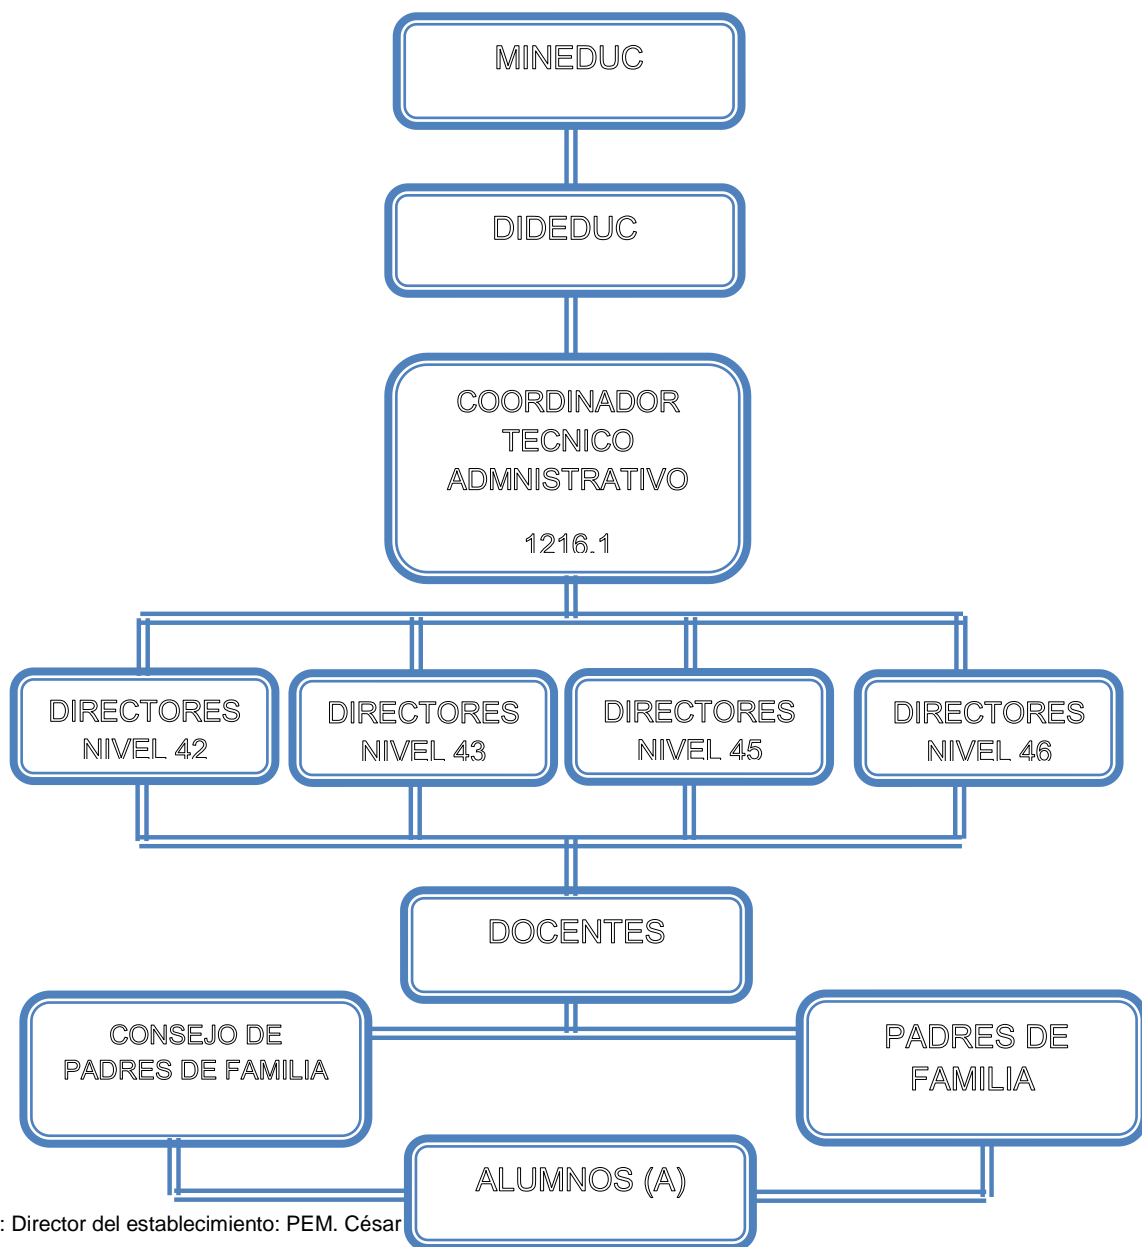 MINEDUC
DIDEDUC
COORDINADOR
TECNICO
ADMNISTRATIVO
1216.1
DIRECTORES
NIVEL 42
DIRECTORES
NIVEL 43
DIRECTORES
NIVEL 45
DIRECTORES
NIVEL 46
DOCENTES
CONSEJO DE
PADRES DE FAMILIA
PADRES DE
FAMILIA
ALUMNOS (A)
: Director del establecimiento: PEM. César